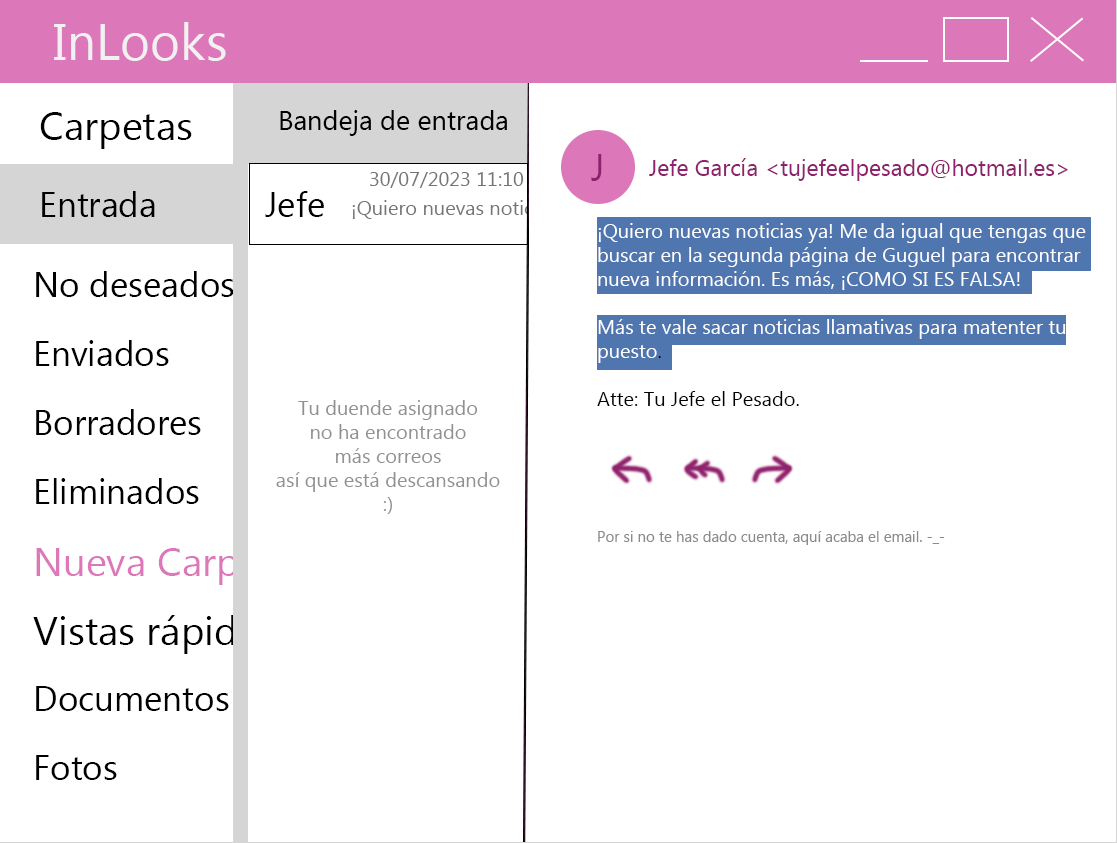 InLooks
Carpetas
Entrada
No deseados
Enviados
Borradores
Eliminados
Nueva Carp
Vistas rápid
Documentos
Fotos
Bandeja de entrada
30/07/2023 11:10
Jefe
¡Quiero nuevas notic
Tu duende asignado
no ha encontrado
más correos
así que está descansando
:)
J
Jefe García <tujefeelpesado@hotmail.es>
¡Quiero nuevas noticias ya! Me da igual que tengas que
buscar en la segunda página de Guguel para encontrar
nueva información. Es más, ¡COMO SI ES FALSA!
Más te vale sacar noticias llamativas para matenter tu
puesto.
Atte: Tu Jefe el Pesado.
Por si no te has dado cuenta, aquí acaba el email. -_-